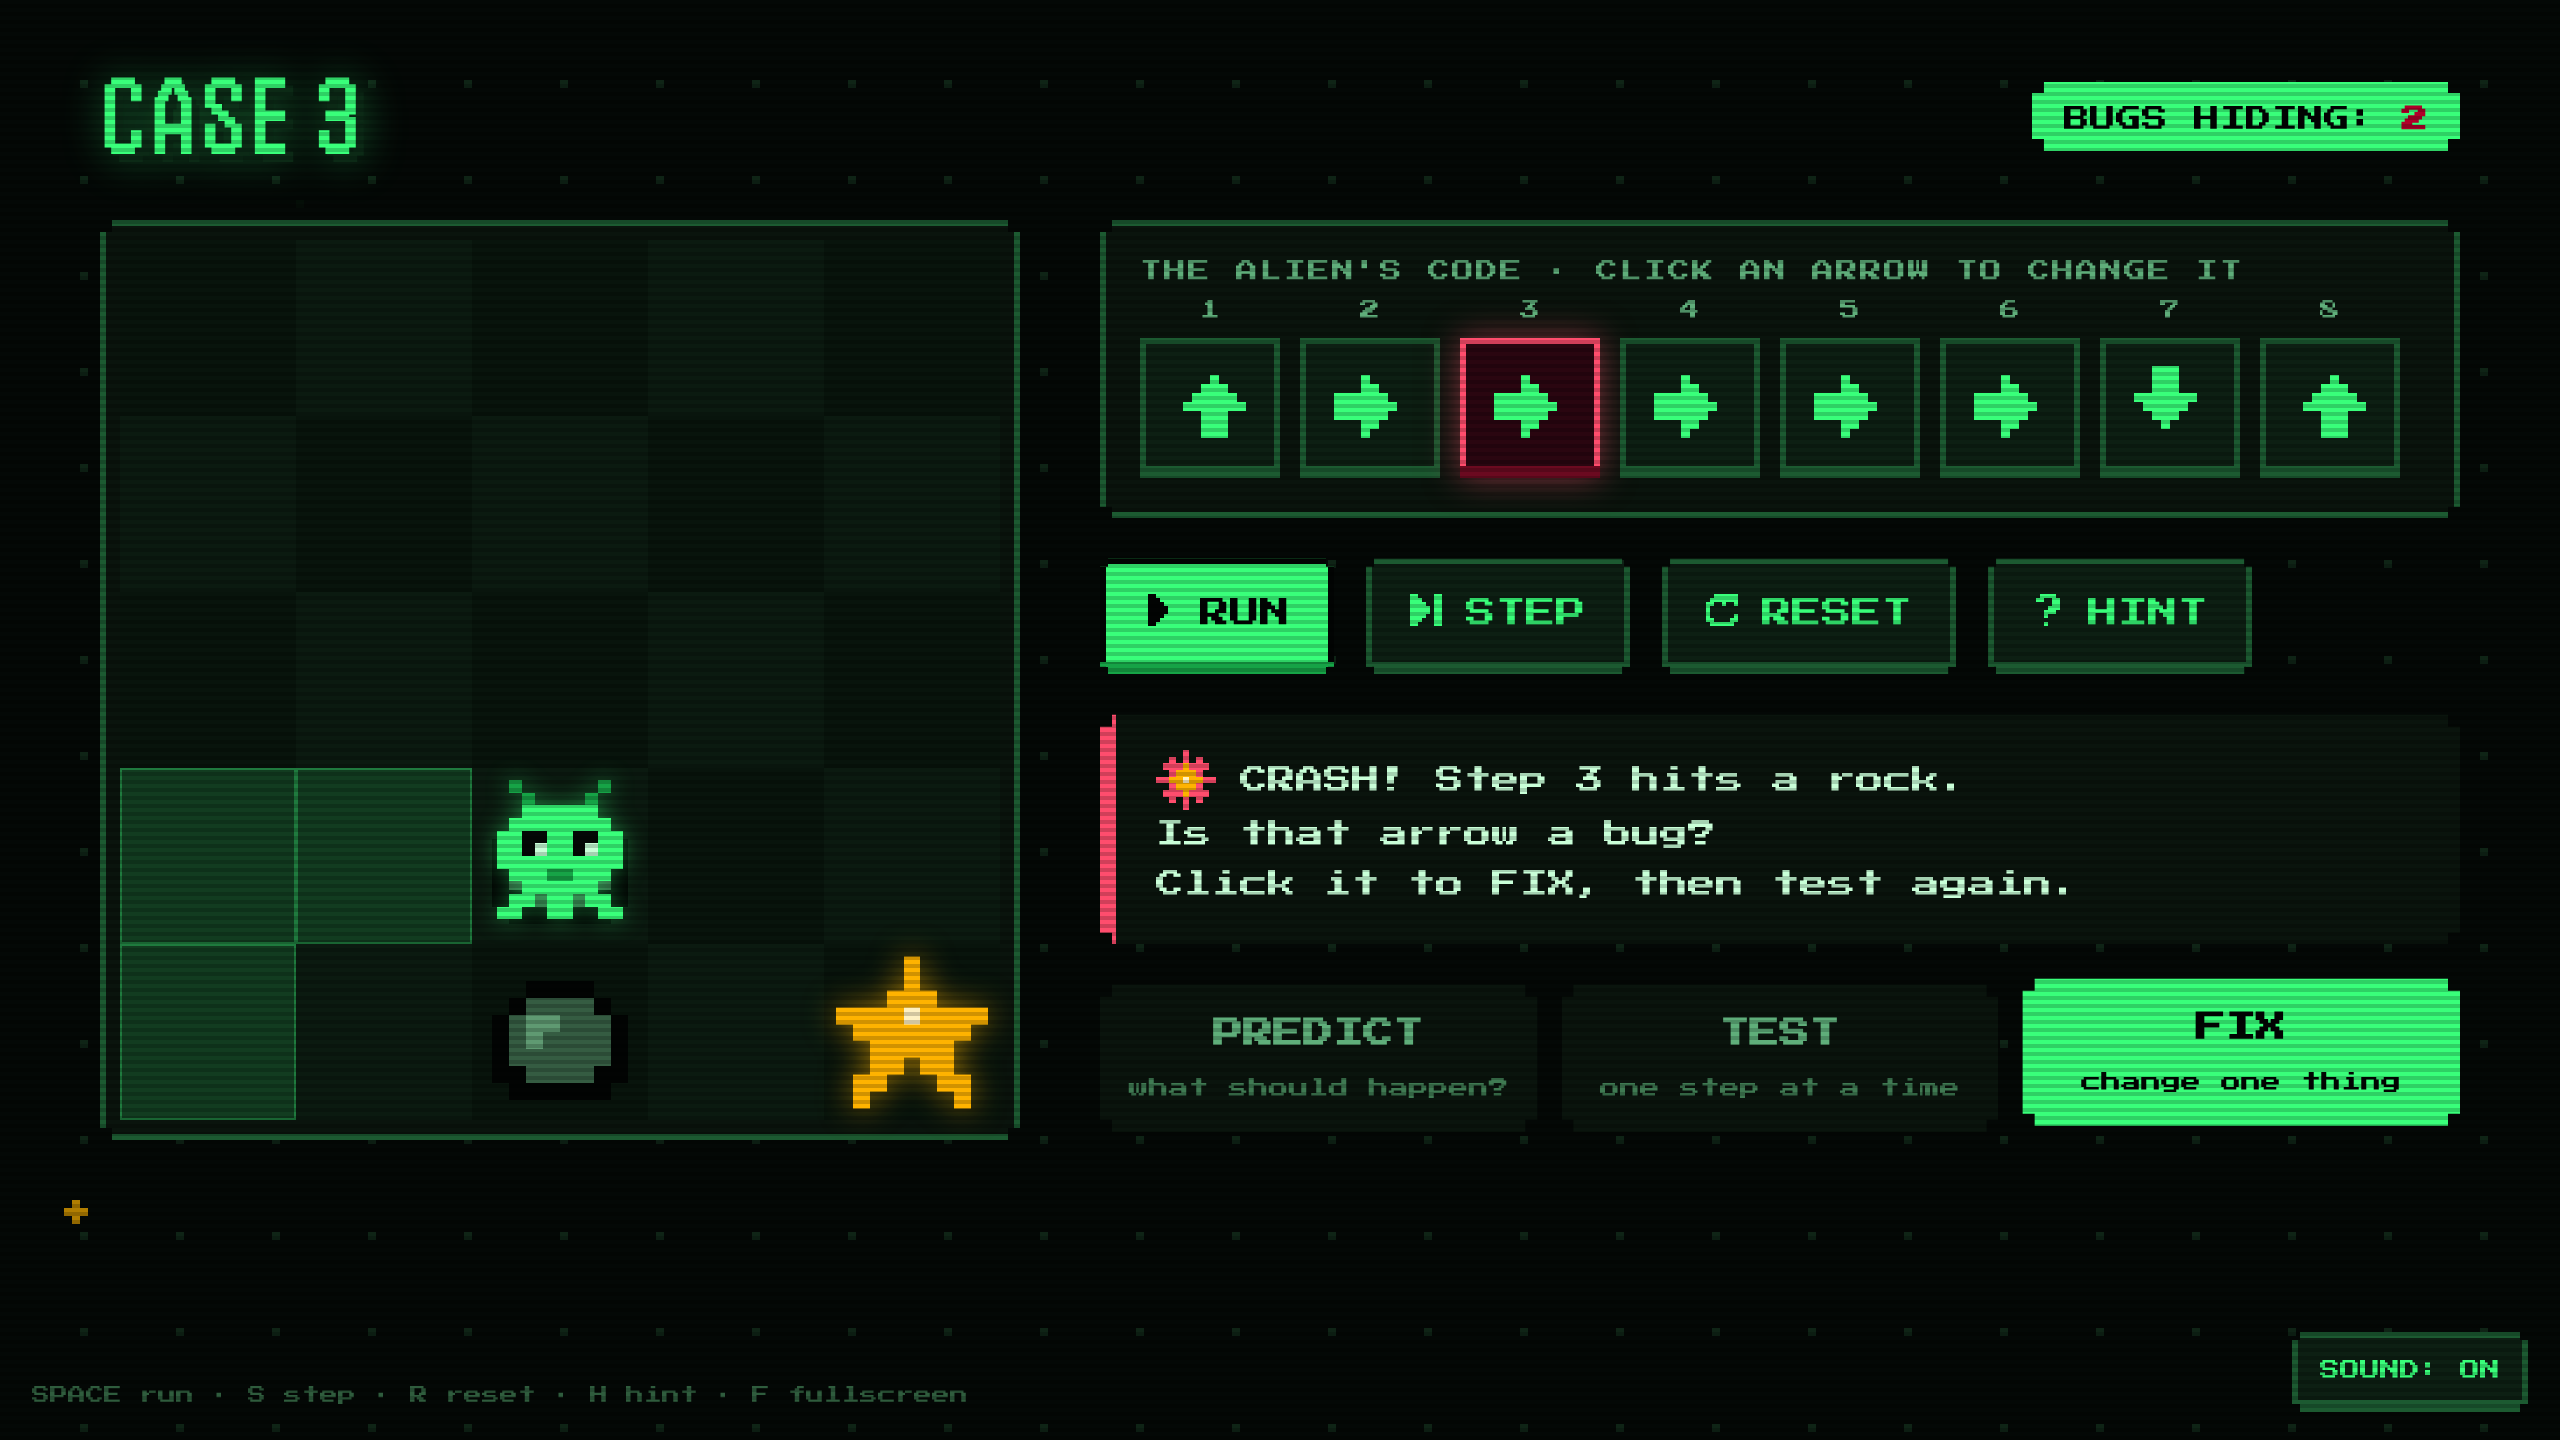 CASE 3
BUGS HIDING: 2
THE ALIEN'S CODE · CLICK AN ARROW TO CHANGE IT
1 2 3 4 5 6 7 8
RUN STEP RESET ? HINT
CRASH! Step 3 hits a rock.
Is that arrow a bug?
Click it to FIX, then test again.
PREDICT
what should happen?
TEST
one step at a time
FIX
change one thing
SPACE run · S step · R reset · H hint · F fullscreen
SOUND: ON